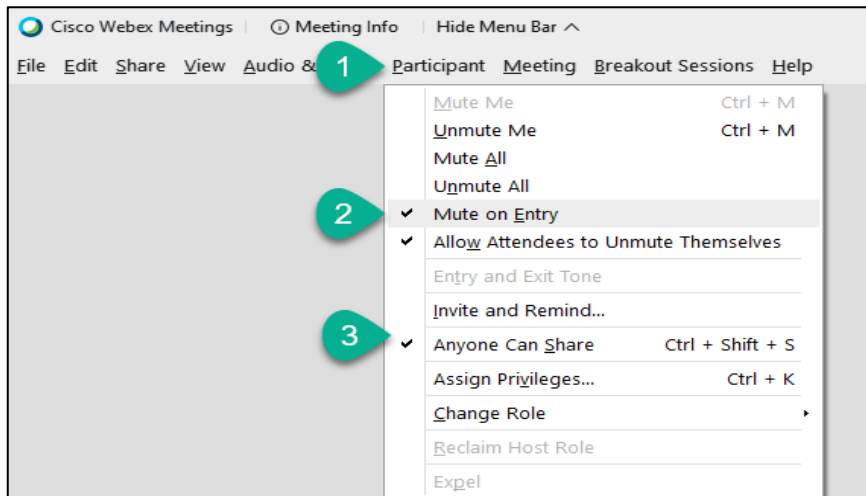 Cisco Webex Meetings Meeting Info Hide Menu Bar
File Edit Share View Audio & 1 Participant Meeting Breakout Sessions Help
Mute Me Ctrl + M
Unmute Me Ctrl + M
Mute All
Unmute All
2 Mute on Entry
Allow Attendees to Unmute Themselves
Entry and Exit Tone
Invite and Remind...
3 Anyone Can Share Ctrl + Shift + S
Assign Privileges... Ctrl + K
Change Role
Reclaim Host Role
Expel